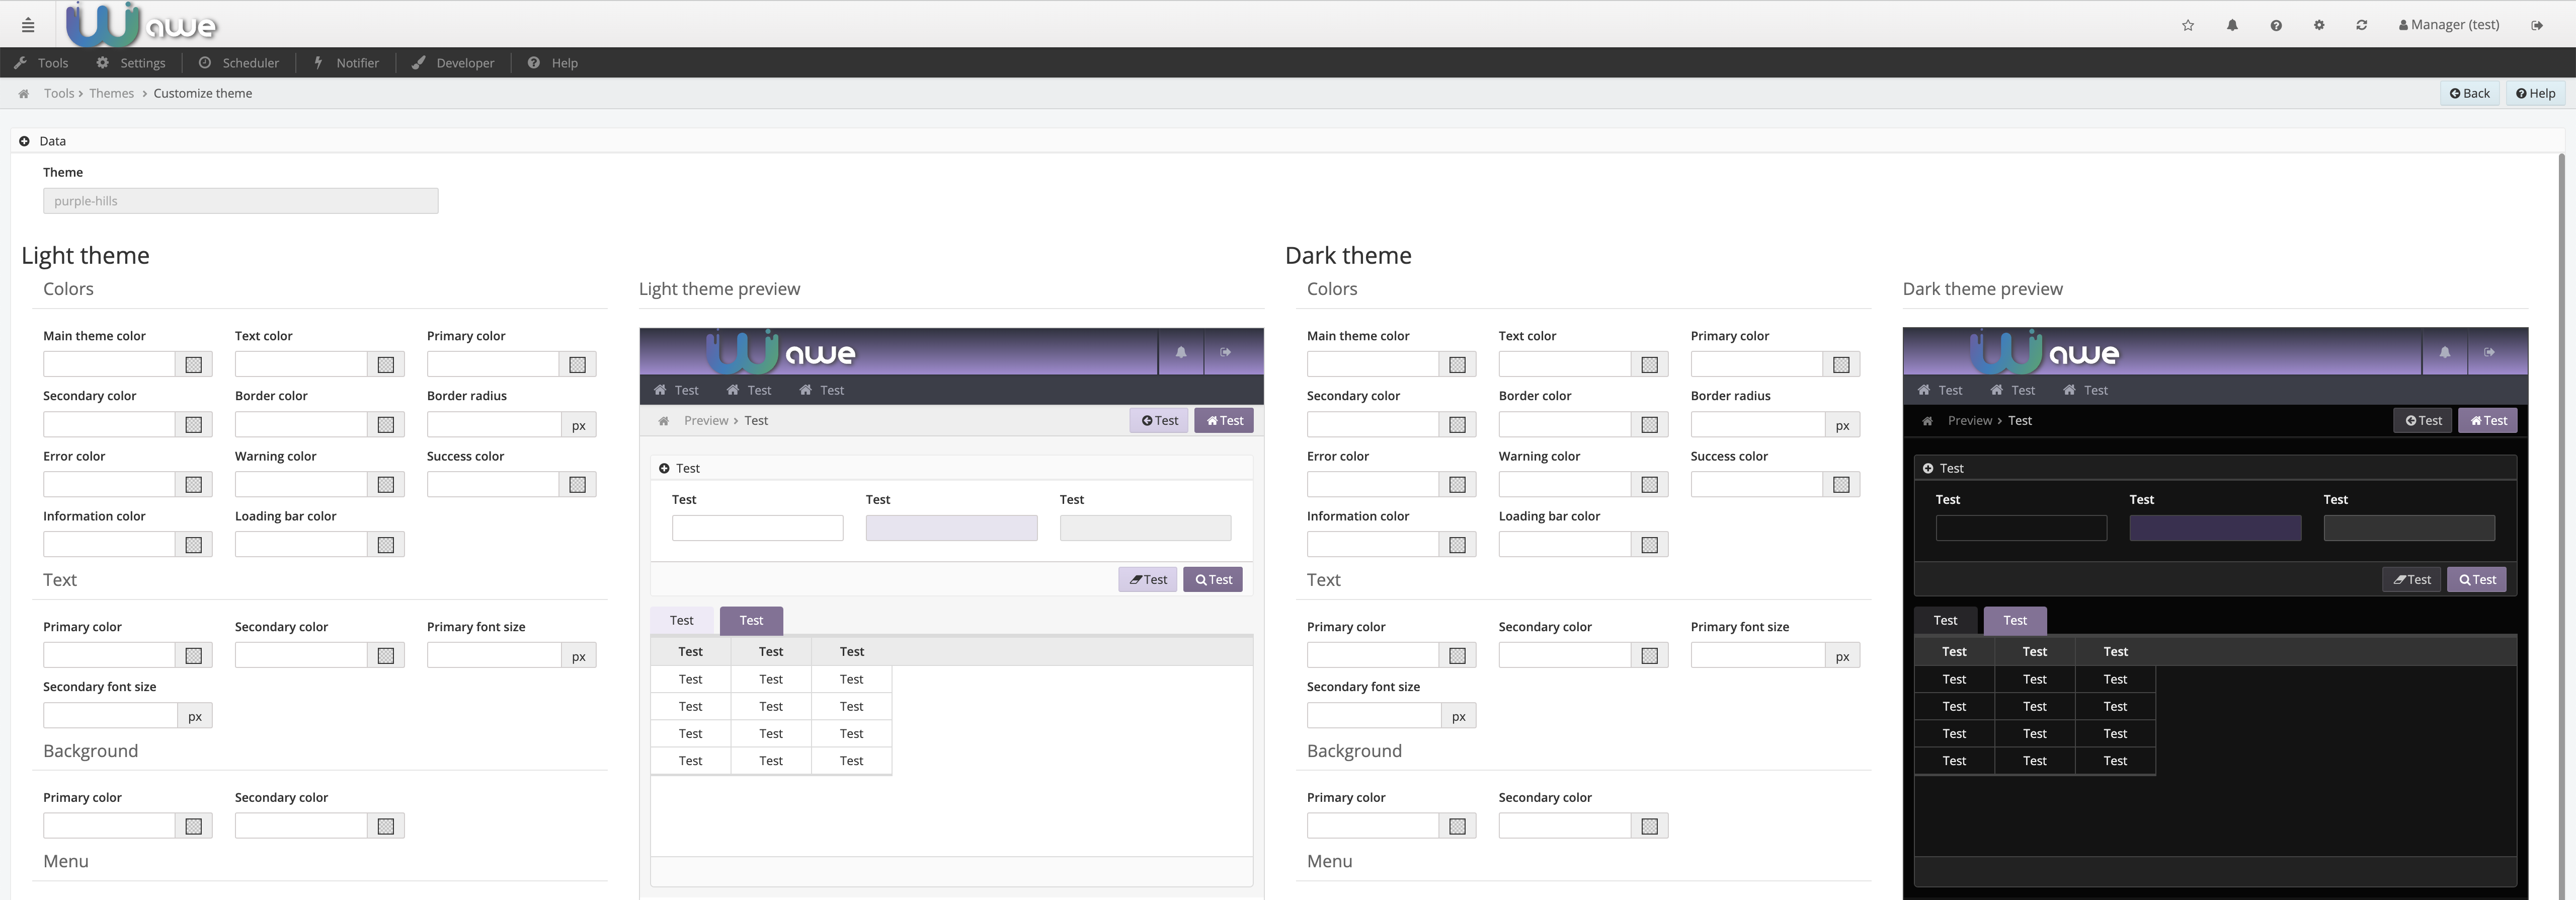 awe
Manager (test)
Tools Settings Scheduler Notifier Developer Help
Tools > Themes > Customize theme
Back Help
Data
Theme
purple-hills
Light theme
Colors
Main theme color Text color Primary color
Secondary color Border color Border radius
px
Error color Warning color Success color
Information color Loading bar color
Text
Primary color Secondary color Primary font size
px
Secondary font size
px
Background
Primary color Secondary color
Menu
Light theme preview
awe
Test Test Test
Preview > Test
Test Test
Test
Test Test Test
Test Test
Test Test
Test Test Test
Test Test Test
Test Test Test
Test Test Test
Test Test Test
Dark theme
Colors
Main theme color Text color Primary color
Secondary color Border color Border radius
px
Error color Warning color Success color
Information color Loading bar color
Text
Primary color Secondary color Primary font size
px
Secondary font size
px
Background
Primary color Secondary color
Menu
Dark theme preview
awe
Test Test Test
Preview > Test
Test Test
Test
Test Test Test
Test Test
Test Test
Test Test Test
Test Test Test
Test Test Test
Test Test Test
Test Test Test